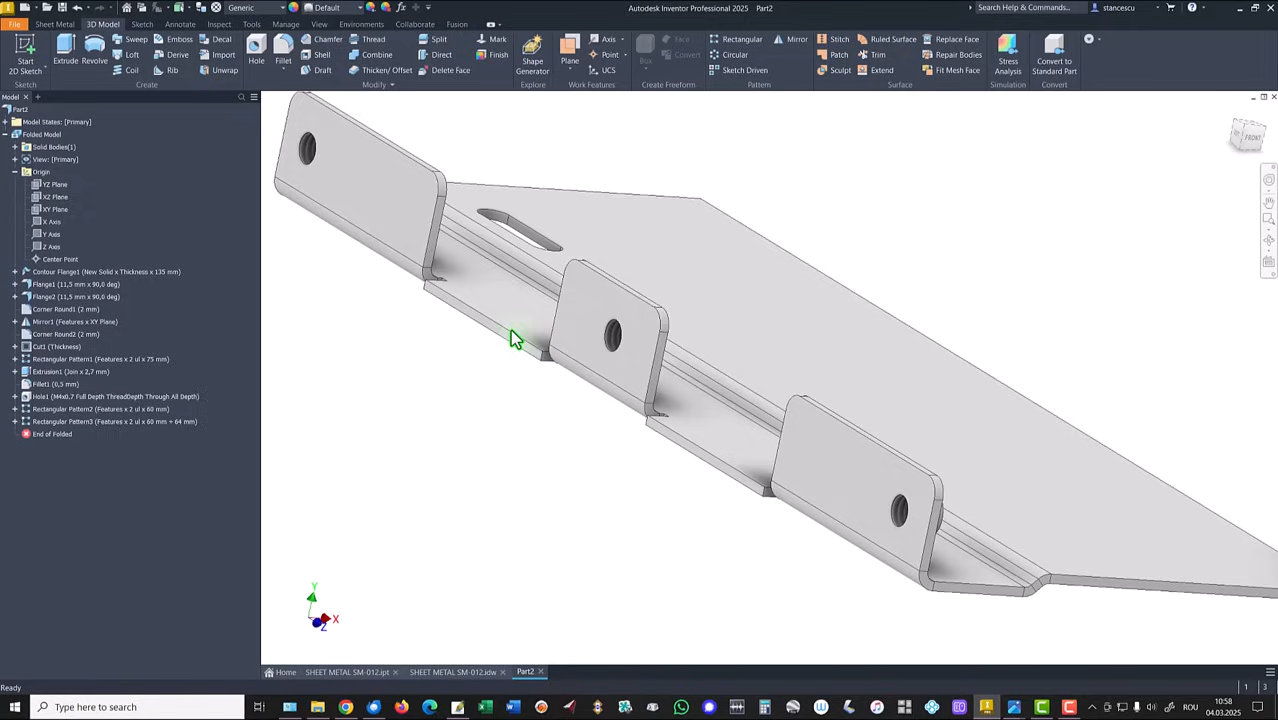 Generic
Default
Autodesk Inventor Professional 2025 Part2
Search Help & Commands...
stancescu
File
Sheet Metal
3D Model
Sketch
Annotate
Inspect
Tools
Manage
View
Environments
Collaborate
Fusion
Start
2D Sketch
Extrude
Revolve
Sweep
Loft
Coil
Emboss
Derive
Rib
Decal
Import
Unwrap
Hole
Fillet
Chamfer
Shell
Draft
Thread
Combine
Thicken/ Offset
Split
Direct
Delete Face
Mark
Finish
Shape
Generator
Plane
Axis
Point
UCS
Box
Face
Convert
Rectangular
Circular
Sketch Driven
Mirror
Stitch
Patch
Sculpt
Ruled Surface
Trim
Extend
Replace Face
Repair Bodies
Fit Mesh Face
Stress
Analysis
Convert to
Standard Part
Sketch
Create
Modify
Explore
Work Features
Create Freeform
Pattern
Surface
Simulation
Convert
Model
Part2
Model States: [Primary]
Folded Model
Solid Bodies(1)
View: [Primary]
Origin
YZ Plane
XZ Plane
XY Plane
X Axis
Y Axis
Z Axis
Center Point
Contour Flange1 (New Solid x Thickness x 135 mm)
Flange1 (11,5 mm x 90,0 deg)
Flange2 (11,5 mm x 90,0 deg)
Corner Round1 (2 mm)
Mirror1 (Features x XY Plane)
Corner Round2 (2 mm)
Cut1 (Thickness)
Rectangular Pattern1 (Features x 2 ul x 75 mm)
Extrusion1 (Join x 2,7 mm)
Fillet1 (0,5 mm)
Hole1 (M4x0.7 Full Depth ThreadDepth Through All Depth)
Rectangular Pattern2 (Features x 2 ul x 60 mm)
Rectangular Pattern3 (Features x 2 ul x 60 mm + 64 mm)
End of Folded
FRONT
Y
X
Z
Home
SHEET METAL SM-012.ipt
SHEET METAL SM-012.idw
Part2
Ready
1
3
Type here to search
ROU
10:58
04.03.2025